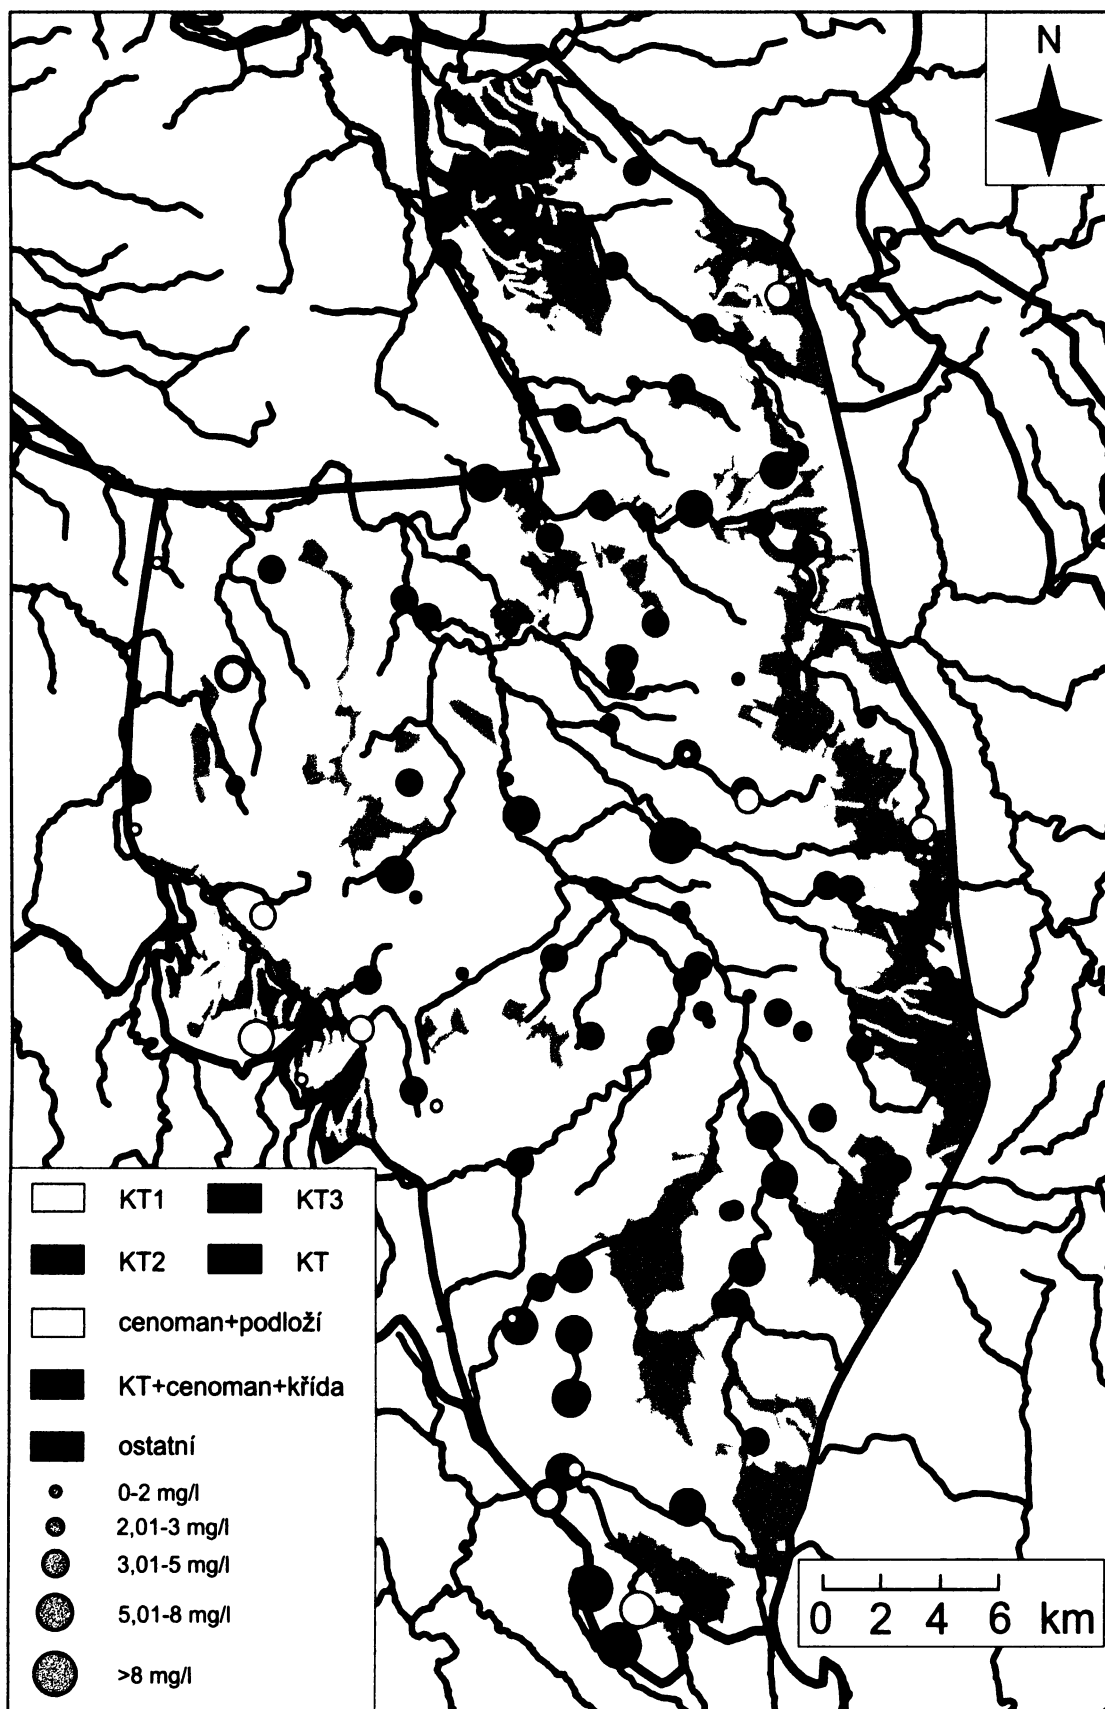 N
KT1 KT3
KT2 KT
cenoman+podloží
KT+cenoman+křída
ostatní
0-2 mg/l
2,01-3 mg/l
3,01-5 mg/l
5,01-8 mg/l
>8 mg/l
0 2 4 6 km